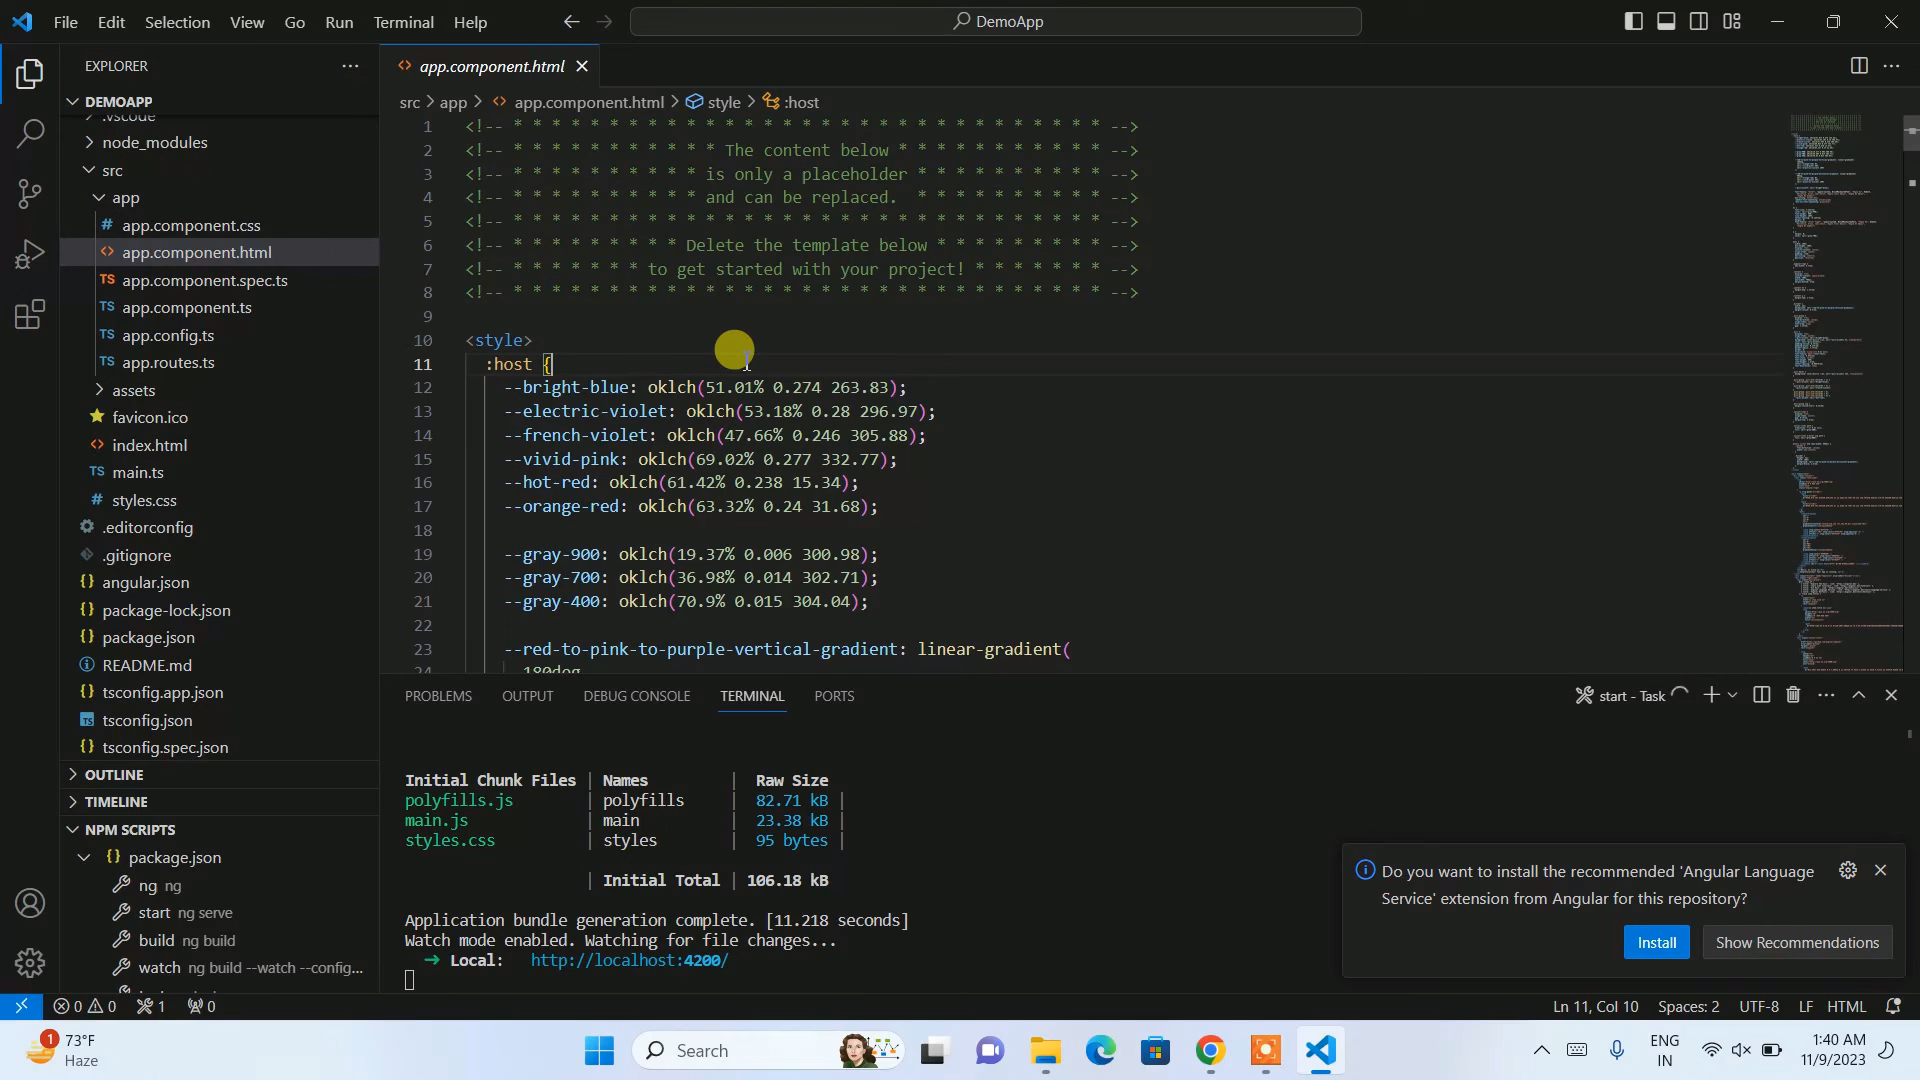 File Edit Selection View Go Run Terminal Help
DemoApp
EXPLORER
DEMOAPP
.vscode
node_modules
src
app
app.component.css
app.component.html
app.component.spec.ts
app.component.ts
app.config.ts
app.routes.ts
assets
favicon.ico
index.html
main.ts
styles.css
.editorconfig
.gitignore
angular.json
package-lock.json
package.json
README.md
tsconfig.app.json
tsconfig.json
tsconfig.spec.json
OUTLINE
TIMELINE
NPM SCRIPTS
package.json
ng ng
start ng serve
build ng build
watch ng build --watch --config...
app.component.html
src > app > app.component.html > style > :host
1 <!-- * * * * * * * * * * * * * * * * * * * * * * * * * * * * * * * -->
2 <!-- * * * * * * * * * * * The content below * * * * * * * * * * * -->
3 <!-- * * * * * * * * * * is only a placeholder * * * * * * * * * * -->
4 <!-- * * * * * * * * * * and can be replaced.  * * * * * * * * * * -->
5 <!-- * * * * * * * * * * * * * * * * * * * * * * * * * * * * * * * -->
6 <!-- * * * * * * * * * Delete the template below * * * * * * * * * -->
7 <!-- * * * * * * * to get started with your project! * * * * * * * -->
8 <!-- * * * * * * * * * * * * * * * * * * * * * * * * * * * * * * * -->
9
10 <style>
11 :host {
12 --bright-blue: oklch(51.01% 0.274 263.83);
13 --electric-violet: oklch(53.18% 0.28 296.97);
14 --french-violet: oklch(47.66% 0.246 305.88);
15 --vivid-pink: oklch(69.02% 0.277 332.77);
16 --hot-red: oklch(61.42% 0.238 15.34);
17 --orange-red: oklch(63.32% 0.24 31.68);
18
19 --gray-900: oklch(19.37% 0.006 300.98);
20 --gray-700: oklch(36.98% 0.014 302.71);
21 --gray-400: oklch(70.9% 0.015 304.04);
22
23 --red-to-pink-to-purple-vertical-gradient: linear-gradient(
24 180deg
PROBLEMS OUTPUT DEBUG CONSOLE TERMINAL PORTS
start - Task
Initial Chunk Files | Names | Raw Size
polyfills.js | polyfills | 82.71 kB |
main.js | main | 23.38 kB |
styles.css | styles | 95 bytes |
| Initial Total | 106.18 kB
Application bundle generation complete. [11.218 seconds]
Watch mode enabled. Watching for file changes...
➜ Local: http://localhost:4200/
Do you want to install the recommended 'Angular Language
Service' extension from Angular for this repository?
Install Show Recommendations
0 0 1 0
Ln 11, Col 10 Spaces: 2 UTF-8 LF HTML
1
73°F
Haze
Search
ENG
IN
1:40 AM
11/9/2023